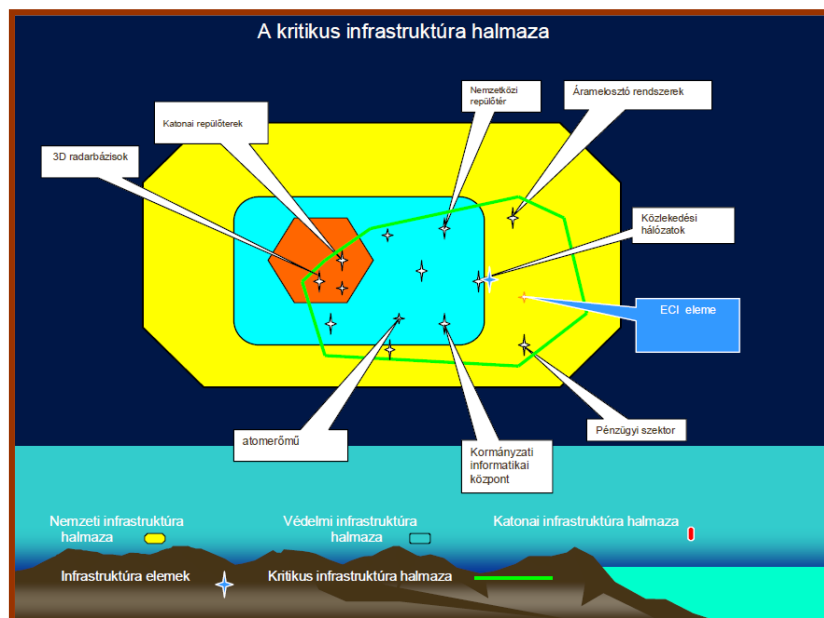 A kritikus infrastruktúra halmaza
Nemzetközi
repülőtér
Áramelosztó rendszerek
Katonai repülőterek
3D radarbázisok
Közlekedési
hálózatok
ECI eleme
Pénzügyi szektor
atomerőmű
Kormányzati
informatikai
központ
Nemzeti infrastruktúra
halmaza
Védelmi infrastruktúra
halmaza
Katonai infrastruktúra halmaza
Infrastruktúra elemek
Kritikus infrastruktúra halmaza